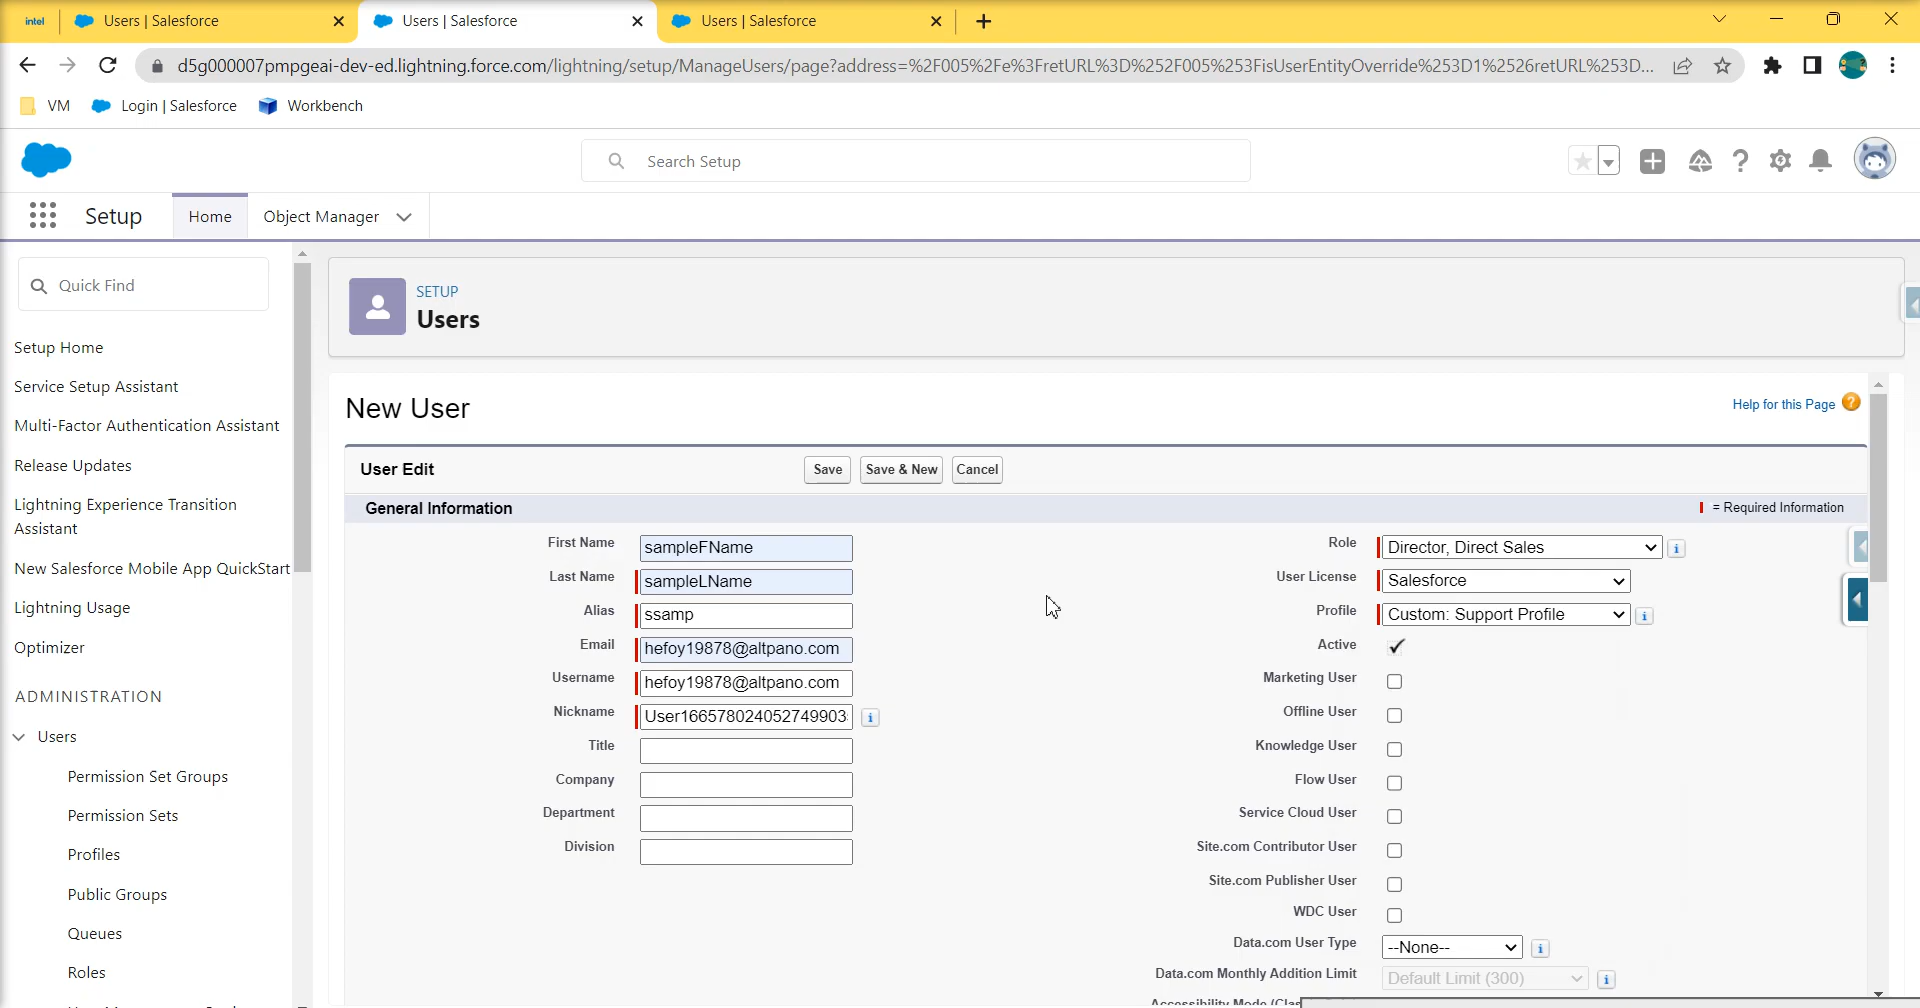 intel
Users | Salesforce
Users | Salesforce
Users | Salesforce
d5g000007pmpgeai-dev-ed.lightning.force.com/lightning/setup/ManageUsers/page?address=%2F005%2Fe%3FretURL%3D%252F005%253FisUserEntityOverride%253D1%2526retURL%253D...
VM
Login | Salesforce
Workbench
Search Setup
Setup
Home
Object Manager
Quick Find
Setup Home
Service Setup Assistant
Multi-Factor Authentication Assistant
Release Updates
Lightning Experience Transition
Assistant
New Salesforce Mobile App QuickStart
Lightning Usage
Optimizer
ADMINISTRATION
Users
Permission Set Groups
Permission Sets
Profiles
Public Groups
Queues
Roles
SETUP
Users
New User
Help for this Page
User Edit
Save
Save & New
Cancel
General Information
= Required Information
First Name sampleFName
Last Name sampleLName
Alias ssamp
Email hefoy19878@altpano.com
Username hefoy19878@altpano.com
Nickname User166578024052749903
Title
Company
Department
Division
Role Director, Direct Sales
User License Salesforce
Profile Custom: Support Profile
Active
Marketing User
Offline User
Knowledge User
Flow User
Service Cloud User
Site.com Contributor User
Site.com Publisher User
WDC User
Data.com User Type --None--
Data.com Monthly Addition Limit Default Limit (300)
Accessibility Mode